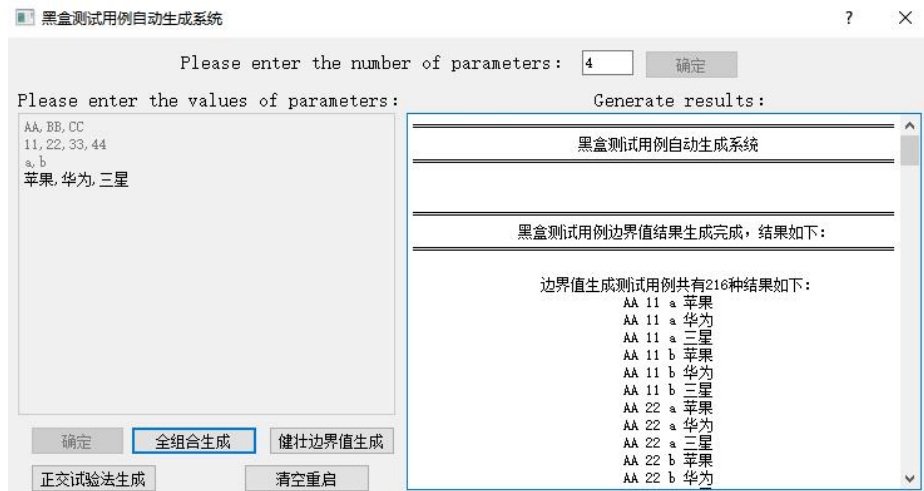 黑盒测试用例自动生成系统
? ×
Please enter the number of parameters: 4 确定
Please enter the values of parameters:
AA, BB, CC
11, 22, 33, 44
a, b
苹果, 华为, 三星
确定 全组合生成 健壮边界值生成
正交试验法生成 清空重启
Generate results:
黑盒测试用例自动生成系统
黑盒测试用例边界值结果生成完成，结果如下：
边界值生成测试用例共有216种结果如下：
AA 11 a 苹果
AA 11 a 华为
AA 11 a 三星
AA 11 b 苹果
AA 11 b 华为
AA 11 b 三星
AA 22 a 苹果
AA 22 a 华为
AA 22 a 三星
AA 22 b 苹果
AA 22 b 华为